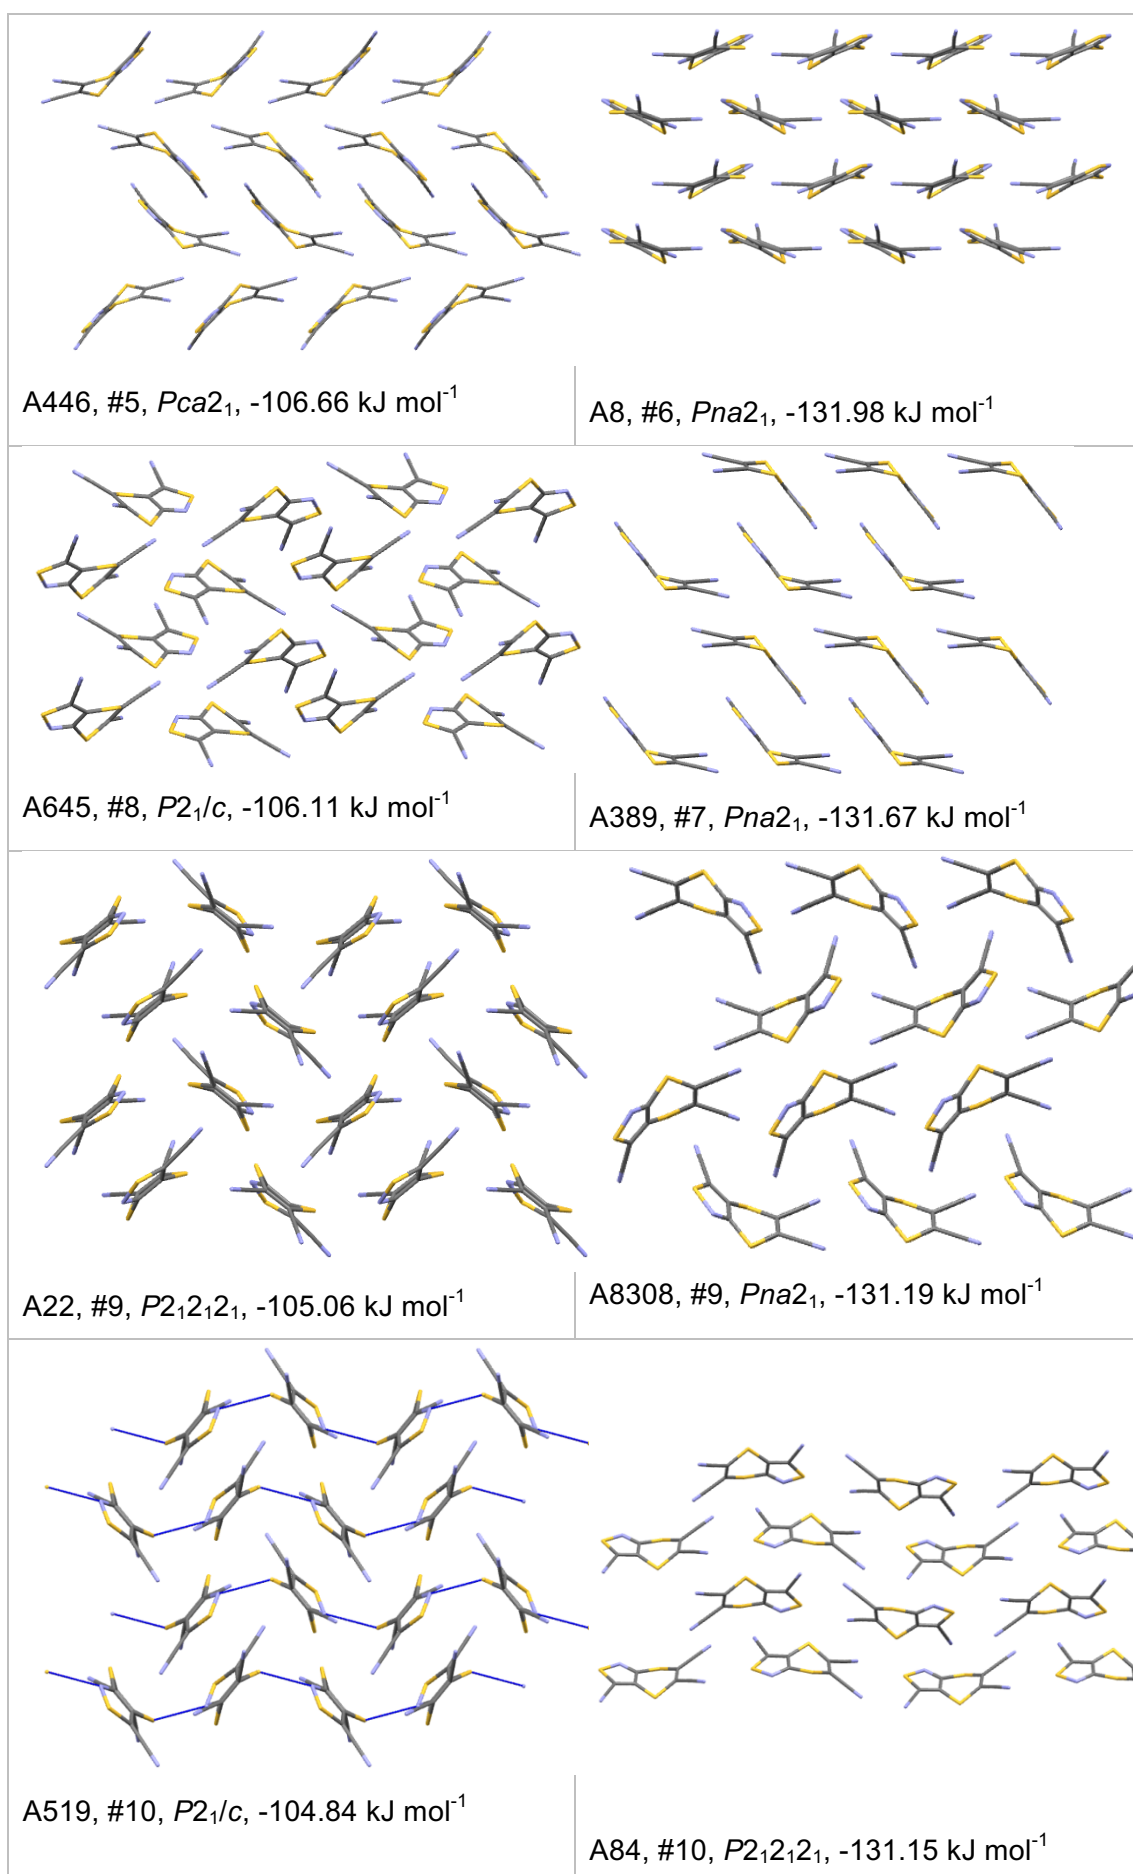 A446, #5, Pca2₁, -106.66 kJ mol⁻¹
A8, #6, Pna2₁, -131.98 kJ mol⁻¹
A645, #8, P2₁/c, -106.11 kJ mol⁻¹
A389, #7, Pna2₁, -131.67 kJ mol⁻¹
A22, #9, P2₁2₁2₁, -105.06 kJ mol⁻¹
A8308, #9, Pna2₁, -131.19 kJ mol⁻¹
A519, #10, P2₁/c, -104.84 kJ mol⁻¹
A84, #10, P2₁2₁2₁, -131.15 kJ mol⁻¹